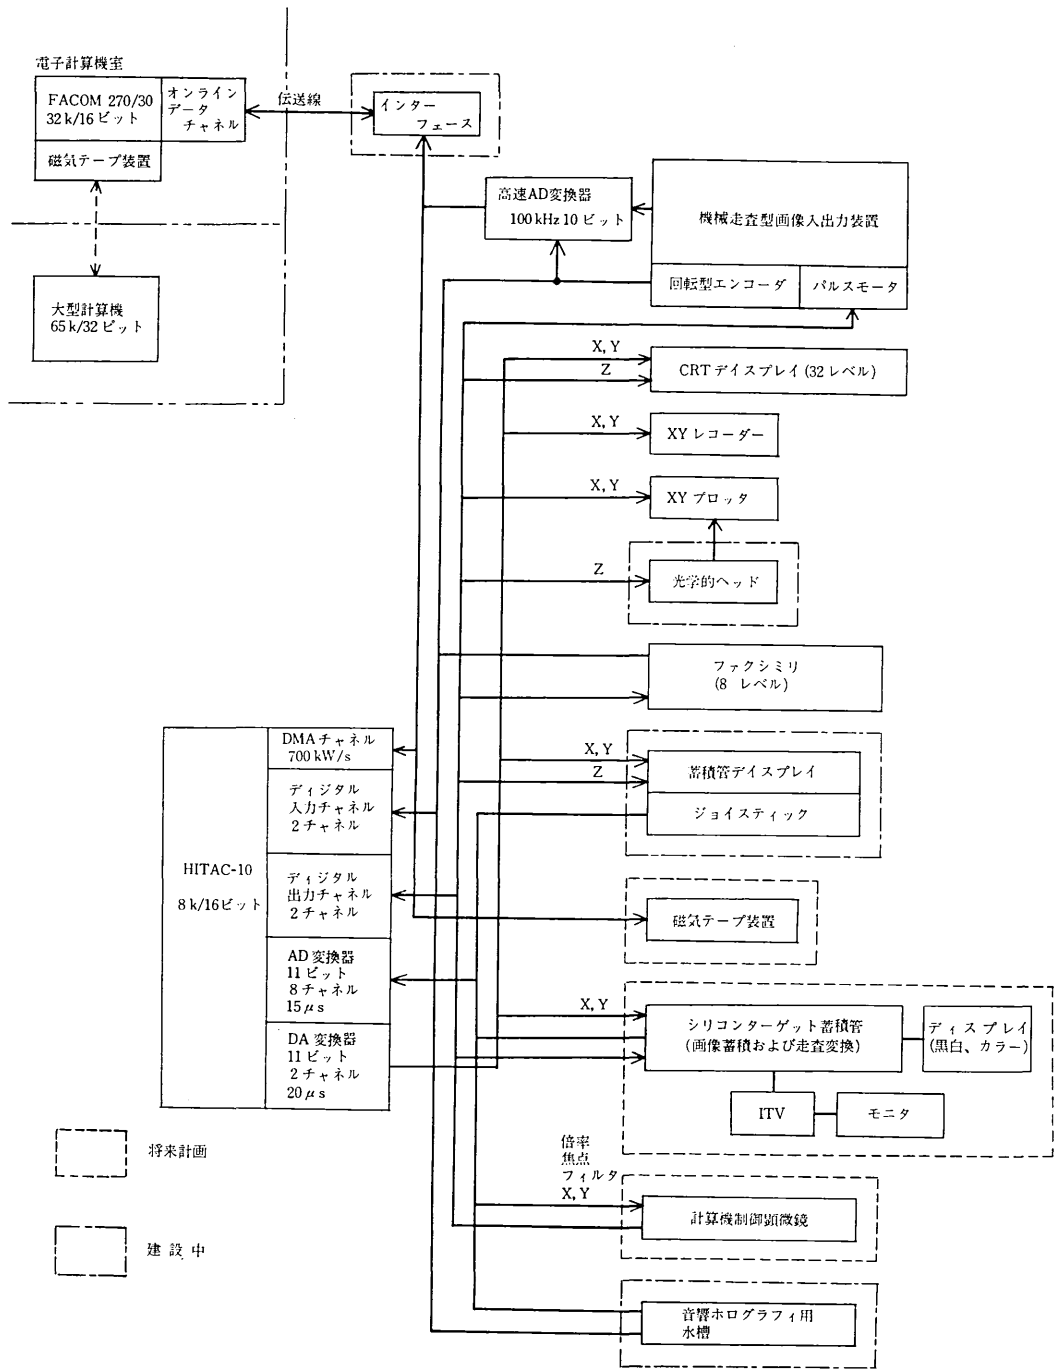 電子計算機室
FACOM 270/30
32 k/16 ビット
オンライン
データ
チャネル
磁気テープ装置
伝送線
インター
フェース
大型計算機
65 k/32 ビット
高速AD変換器
100 kHz 10 ビット
機械走査型画像入出力装置
回転型エンコーダ
パルスモータ
X, Y
Z
CRT デイスプレイ (32 レベル)
X, Y
XY レコーダー
X, Y
XY プロッタ
Z
光学的ヘッド
ファクシミリ
(8 レベル)
X, Y
Z
蓄積管デイスプレイ
ジョイスティック
磁気テープ装置
HITAC-10
8 k/16ビット
DMA チャネル
700 kW/s
ディジタル
入力チャネル
2 チャネル
ディジタル
出力チャネル
2 チャネル
AD 変換器
11 ビット
8 チャネル
15 μs
DA 変換器
11 ビット
2 チャネル
20 μs
X, Y
シリコンターゲット蓄積管
(画像蓄積および走査変換)
ディスプレイ
(黒白、カラー)
ITV
モニタ
倍率
焦点
フィルタ
X, Y
計算機制御顕微鏡
音響ホログラフィ用
水槽
将来計画
建設中